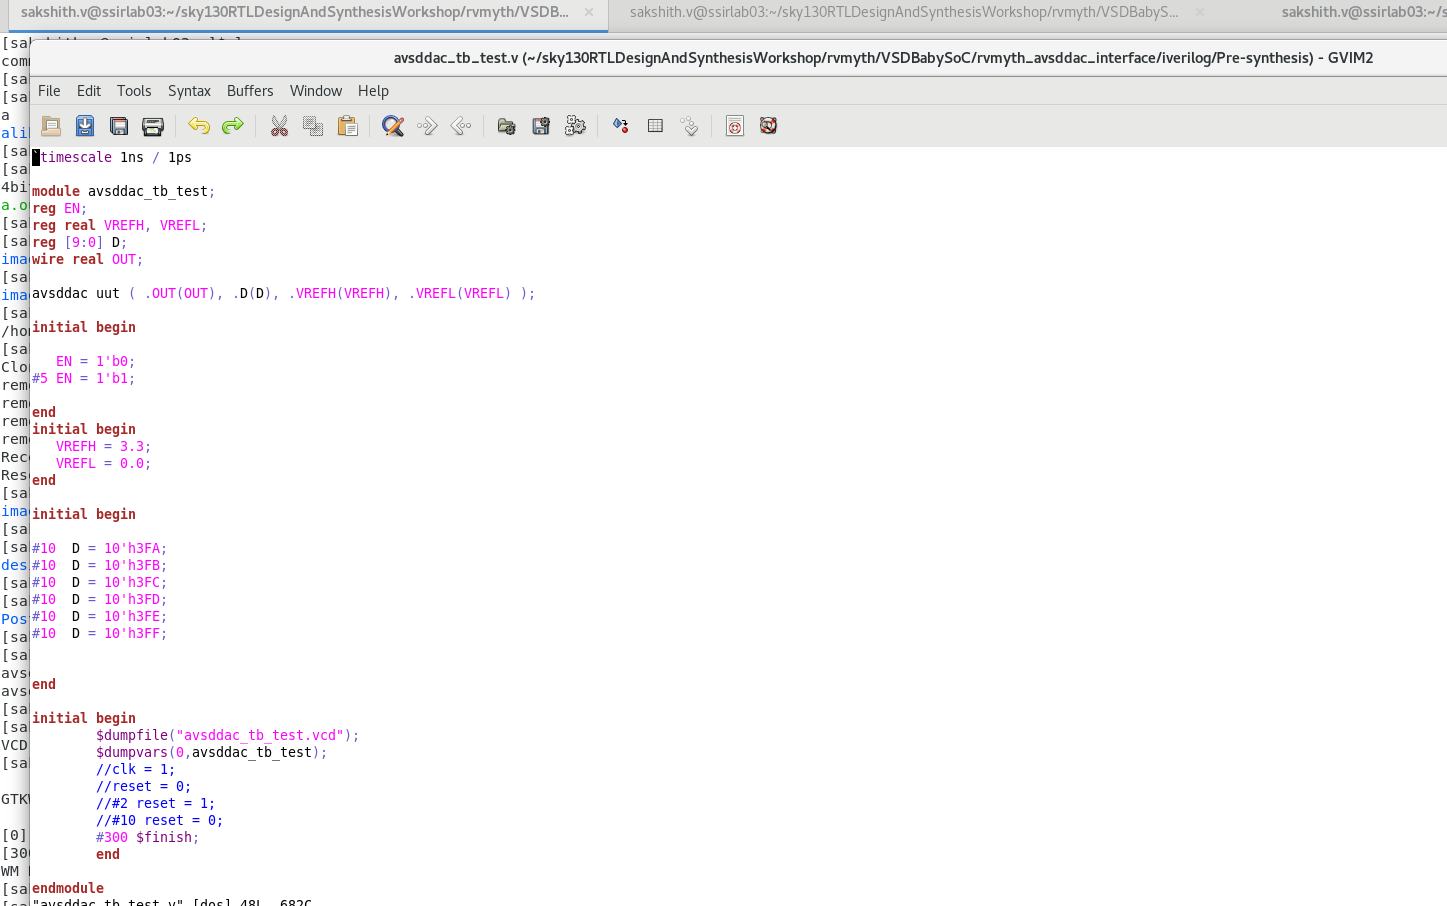 sakshith.v@ssirlab03:~/sky130RTLDesignAndSynthesisWorkshop/rvmyth/VSDB...
sakshith.v@ssirlab03:~/sky130RTLDesignAndSynthesisWorkshop/rvmyth/VSDBabyS...
sakshith.v@ssirlab03:~/s
avsddac_tb_test.v (~/sky130RTLDesignAndSynthesisWorkshop/rvmyth/VSDBabySoC/rvmyth_avsddac_interface/iverilog/Pre-synthesis) - GVIM2
File Edit Tools Syntax Buffers Window Help
`timescale 1ns / 1ps
module avsddac_tb_test;
reg EN;
reg real VREFH, VREFL;
reg [9:0] D;
wire real OUT;
avsddac uut ( .OUT(OUT), .D(D), .VREFH(VREFH), .VREFL(VREFL) );
initial begin
EN = 1'b0;
#5 EN = 1'b1;
end
initial begin
VREFH = 3.3;
VREFL = 0.0;
end
initial begin
#10  D = 10'h3FA;
#10  D = 10'h3FB;
#10  D = 10'h3FC;
#10  D = 10'h3FD;
#10  D = 10'h3FE;
#10  D = 10'h3FF;
end
initial begin
$dumpfile("avsddac_tb_test.vcd");
$dumpvars(0,avsddac_tb_test);
//clk = 1;
//reset = 0;
//#2 reset = 1;
//#10 reset = 0;
#300 $finish;
end
endmodule
"avsddac_tb_test.v" [dos] 48L, 682C